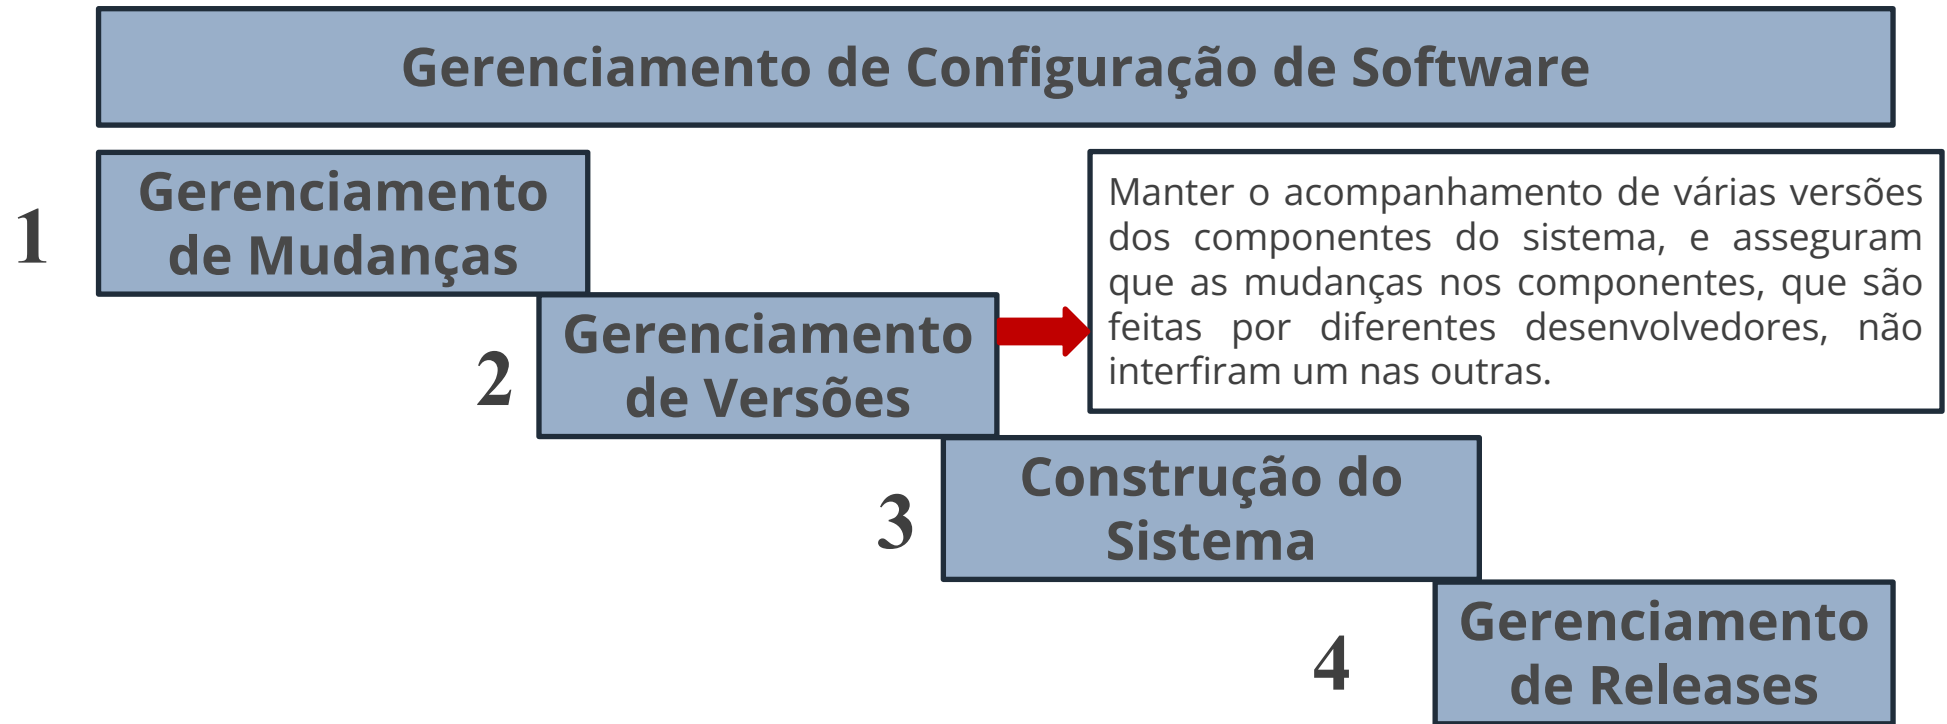 Gerenciamento de Configuração de Software
1
Gerenciamento
de Mudanças
2
Gerenciamento
de Versões
Manter o acompanhamento de várias versões
dos componentes do sistema, e asseguram
que as mudanças nos componentes, que são
feitas por diferentes desenvolvedores, não
interfiram um nas outras.
3
Construção do
Sistema
4
Gerenciamento
de Releases